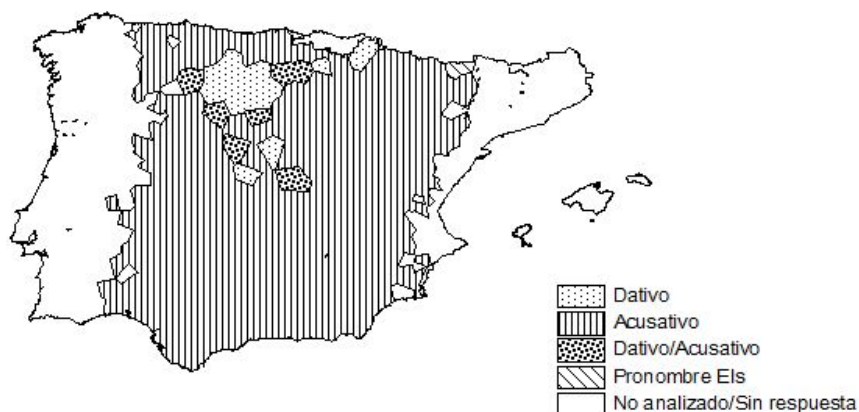 Dativo
Acusativo
Dativo/Acusativo
Pronombre Els
No analizado/Sin respuesta